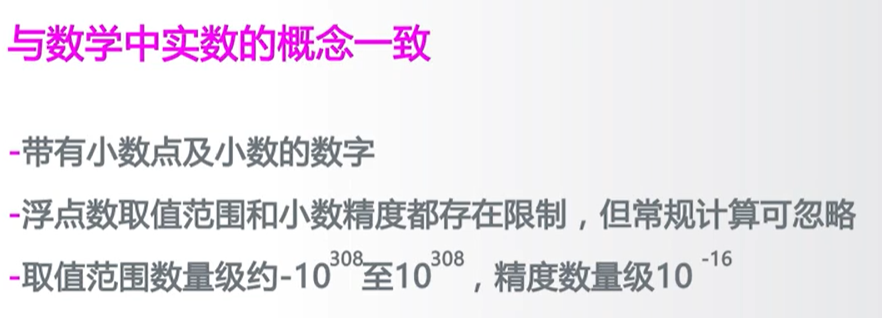 与数学中实数的概念一致
-带有小数点及小数的数字
-浮点数取值范围和小数精度都存在限制，但常规计算可忽略
-取值范围数量级约-10³⁰⁸至10³⁰⁸，精度数量级10⁻¹⁶